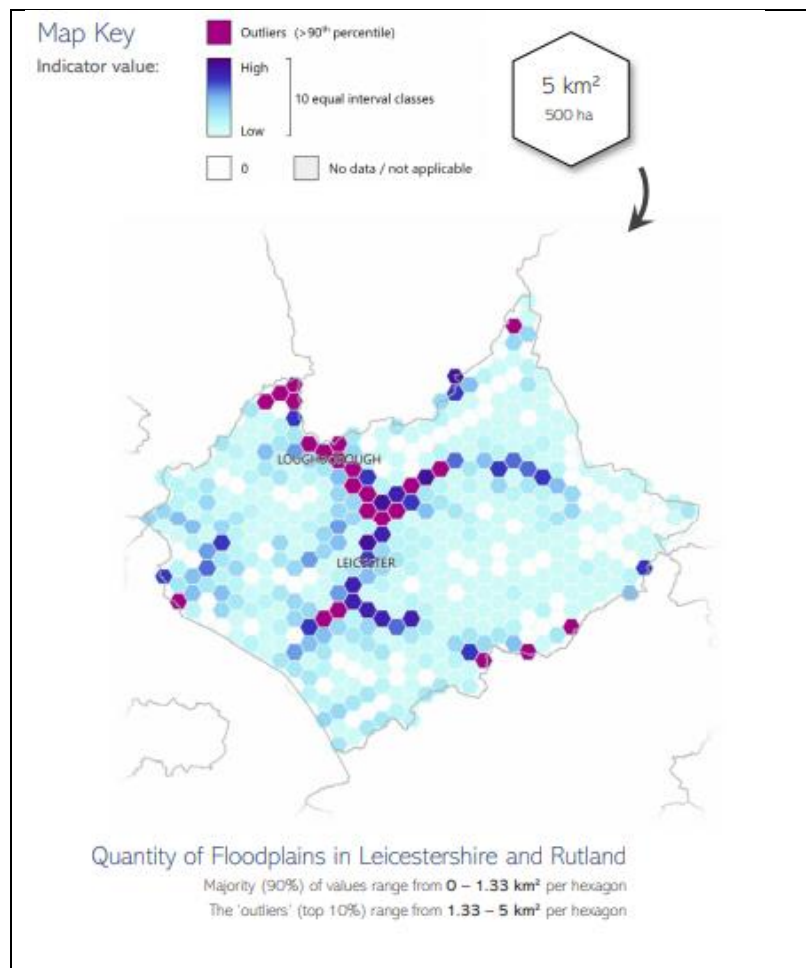 Map Key
Indicator value:
Outliers (>90th percentile)
High
10 equal interval classes
Low
0
No data / not applicable
5 km²
500 ha
LOUGHBOROUGH
LEICESTER
Quantity of Floodplains in Leicestershire and Rutland
Majority (90%) of values range from 0 – 1.33 km² per hexagon
The 'outliers' (top 10%) range from 1.33 – 5 km² per hexagon